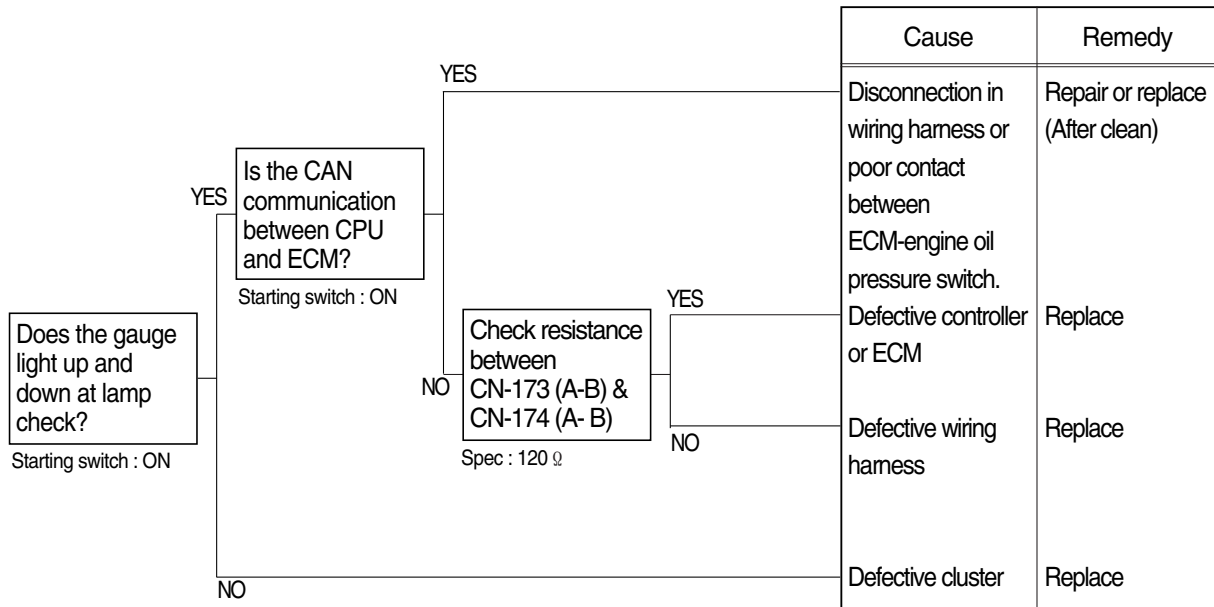 Cause
Remedy
YES
Disconnection in
wiring harness or
poor contact
between
ECM-engine oil
pressure switch.
Repair or replace
(After clean)
YES
Is the CAN
communication
between CPU
and ECM?
Starting switch : ON
YES
Does the gauge
light up and
down at lamp
check?
Starting switch : ON
NO
Check resistance
between
CN-173 (A-B) &
CN-174 (A- B)
Spec : 120 Ω
Defective controller
or ECM
Replace
NO
Defective wiring
harness
Replace
NO
Defective cluster
Replace